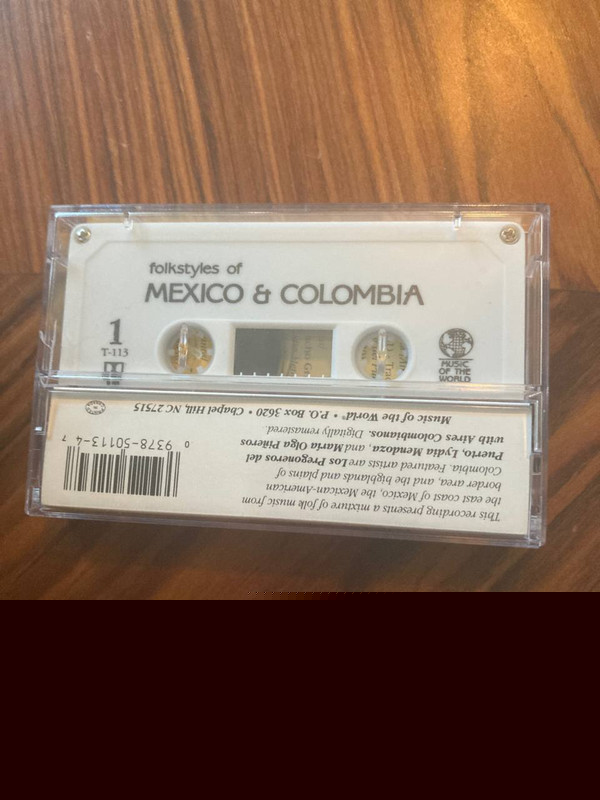 folkstyles of
MEXICO & COLOMBIA
1
T-113
MUSIC
OF THE
WORLD
This recording presents a mixture of folk music from
the east coast of Mexico, the Mexican-American
border area, and the highlands and plains of
Colombia. Featured artists are Los Pregoneros del
Puerto, Lydia Mendoza, and María Olga Piñeros
with Aires Colombianos. Digitally remastered.
Music of the World® • P.O. Box 3620 • Chapel Hill, NC 27515
0 9378-50113-4 7